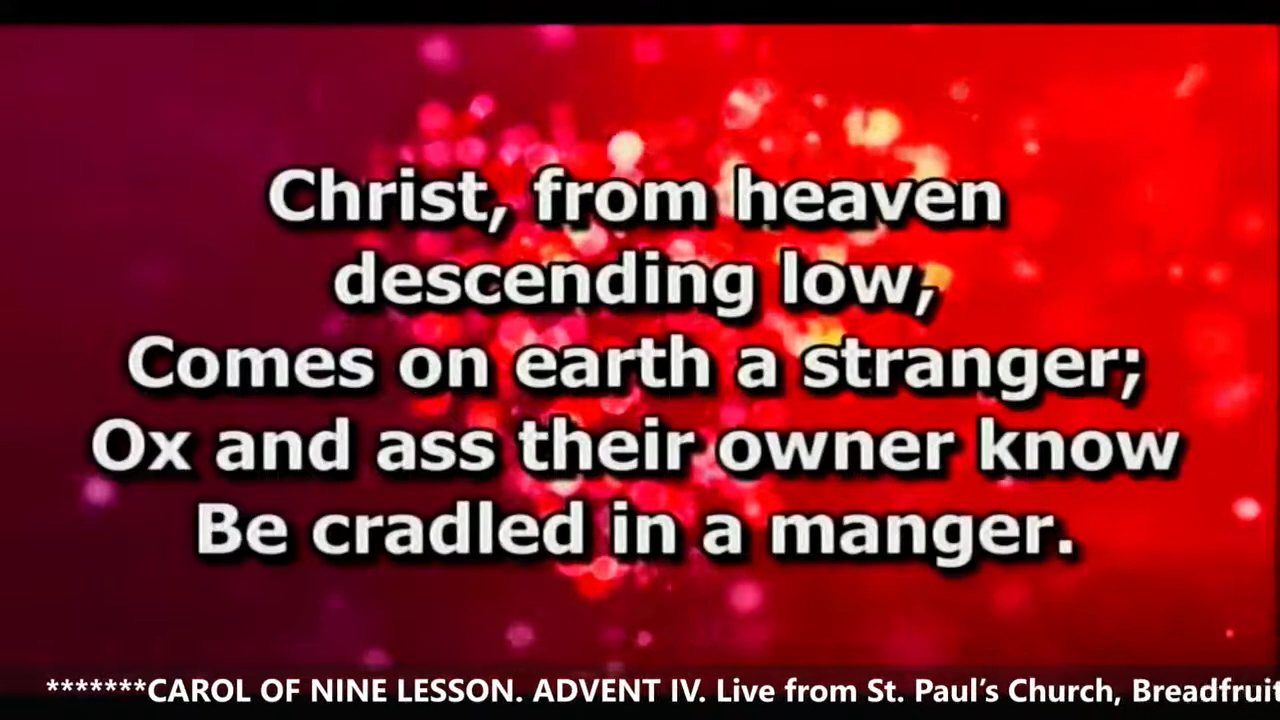 Christ, from heaven
descending low,
Comes on earth a stranger;
Ox and ass their owner know
Be cradled in a manger.
*******CAROL OF NINE LESSON. ADVENT IV. Live from St. Paul's Church, Breadfruit